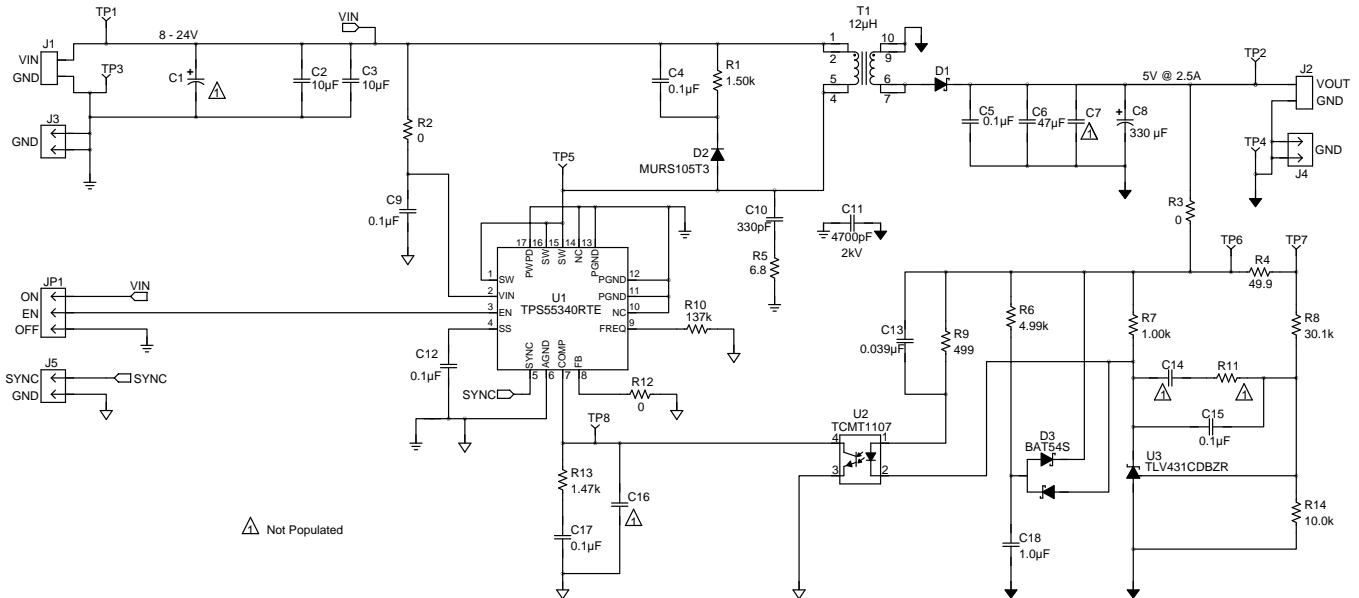 T1
12µH
TP1
VIN
J1
VIN
GND
TP3
8 - 24V
C1
+
1
C2
10µF
C3
10µF
C4
0.1µF
R1
1.50k
1
2
5
4
10
9
6
7
D1
5V @ 2.5A
TP2
J2
VOUT
GND
C5
0.1µF
C6
47µF
C7
1
+
C8
330 µF
J3
GND
R2
0
D2
MURS105T3
TP5
TP4
GND
J4
C9
0.1µF
C10
330pF
C11
4700pF
2kV
R5
6.8
R3
0
TP6
TP7
R4
49.9
17
16
15
14
13
PWPD
SW
SW
NC
PGND
1
SW
2
VIN
3
EN
4
SS
U1
TPS55340RTE
PGND
12
PGND
11
NC
10
FREQ
9
SYNC
AGND
COMP
FB
5
6
7
8
JP1
ON
EN
OFF
VIN
J5
SYNC
GND
SYNC
C12
0.1µF
SYNC
R10
137k
R12
0
C13
0.039µF
R9
499
R6
4.99k
R7
1.00k
R8
30.1k
C14
1
R11
1
C15
0.1µF
TP8
U2
TCMT1107
4
3
1
2
D3
BAT54S
U3
TLV431CDBZR
R13
1.47k
C16
1
C17
0.1µF
C18
1.0µF
R14
10.0k
1 Not Populated